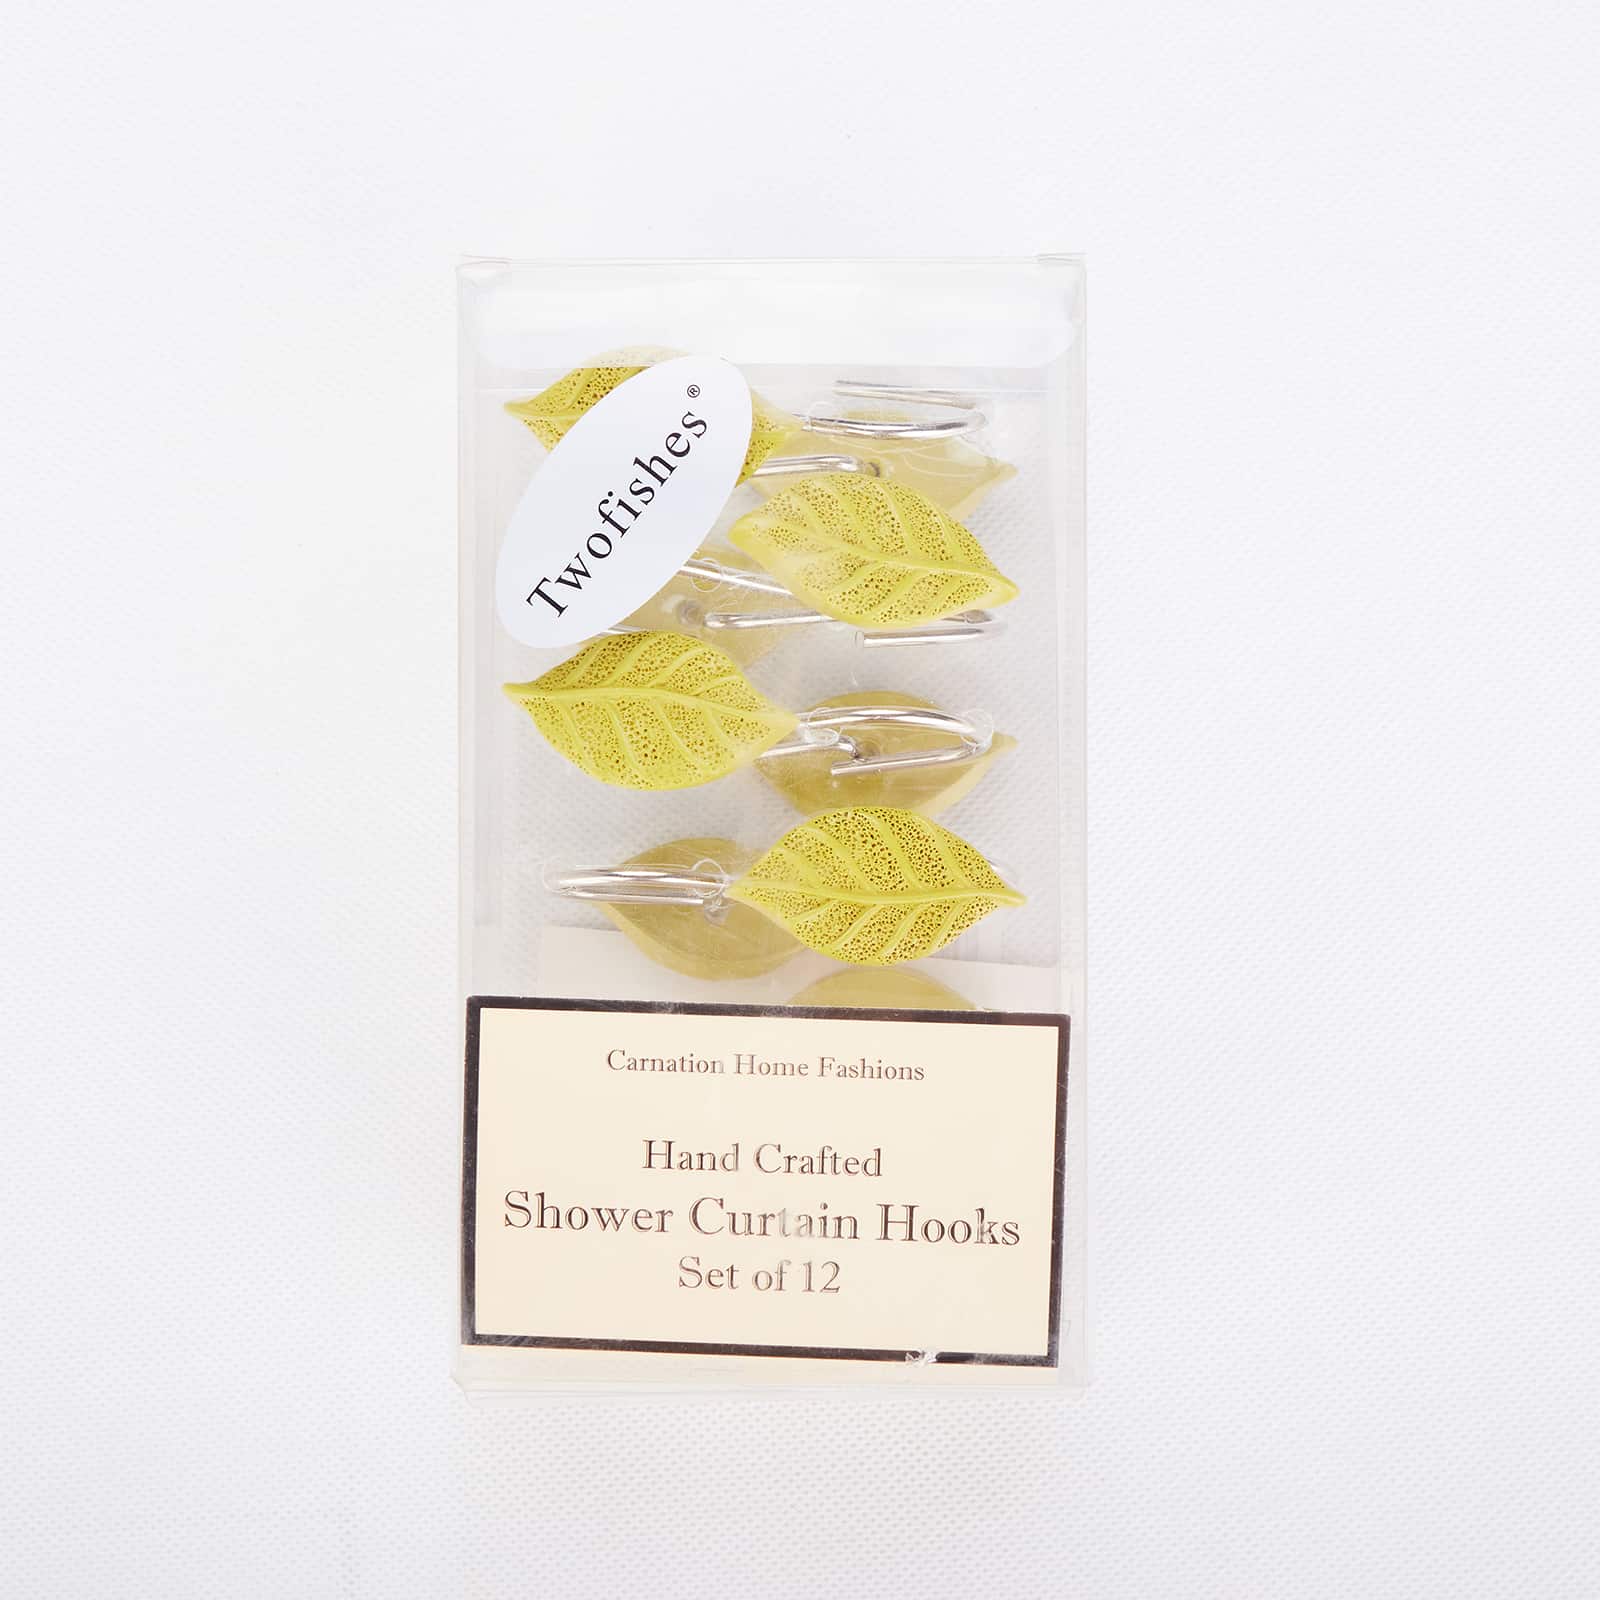 Twofishes®
Carnation Home Fashions
Hand Crafted
Shower Curtain Hooks
Set of 12